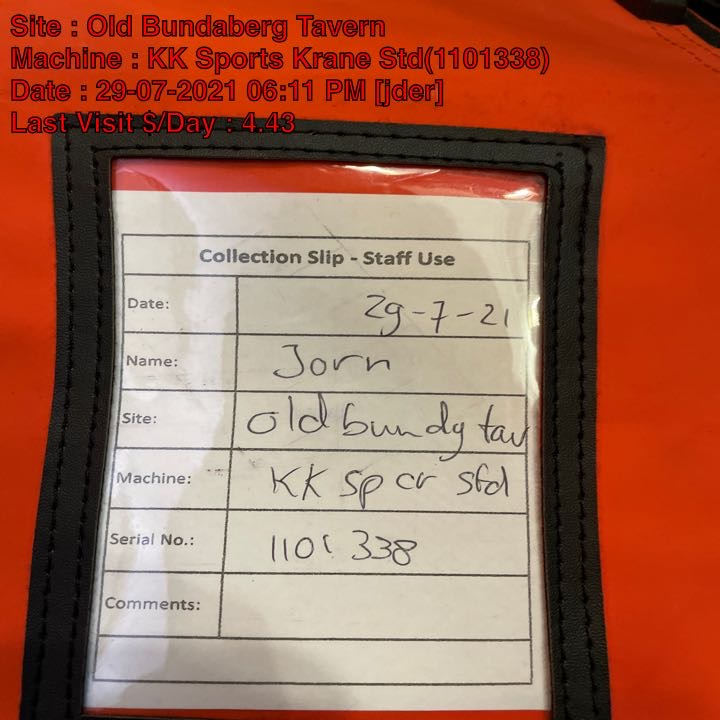 Site : Old Bundaberg Tavern
Machine : KK Sports Krane Std(1101338)
Date : 29-07-2021 06:11 PM [jder]
Last Visit $/Day : 4.43
Collection Slip - Staff Use
Date: 29-7-21
Name: Jorn
Site: old bundy tav
Machine: KK sp cr std
Serial No.: 1101 338
Comments: